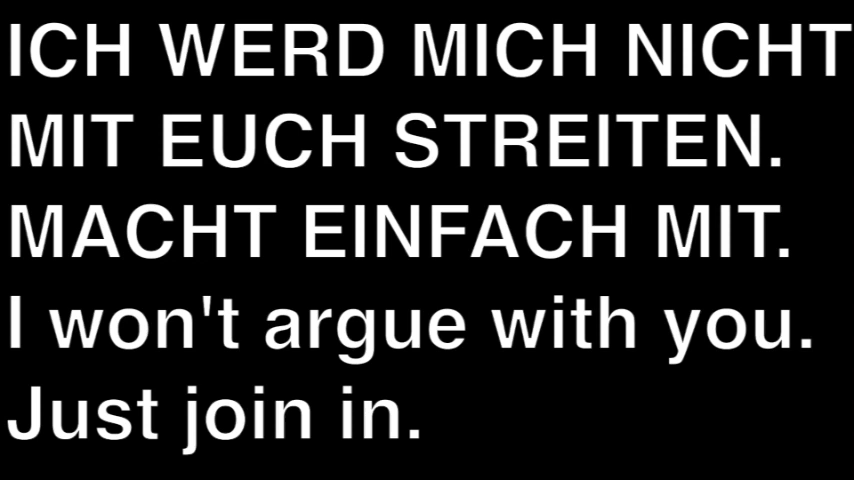 ICH WERD MICH NICHT
MIT EUCH STREITEN.
MACHT EINFACH MIT.
I won't argue with you.
Just join in.